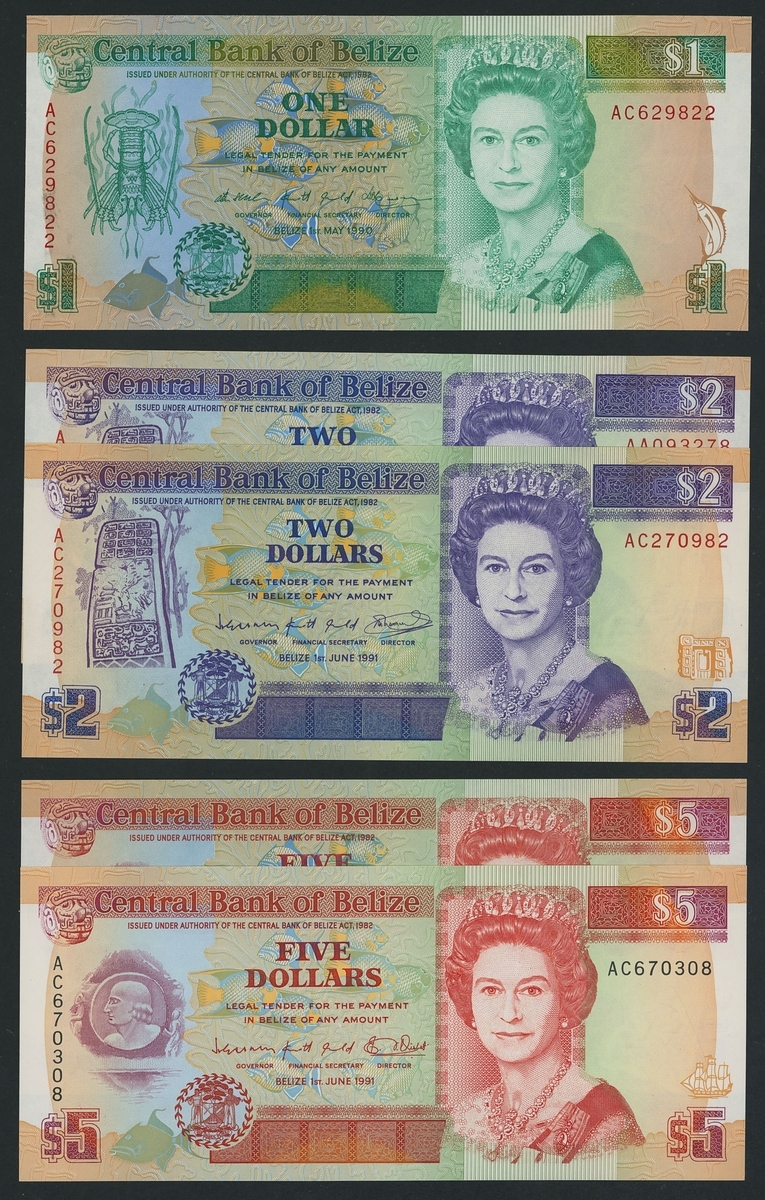 Central Bank of Belize
$1
ISSUED UNDER AUTHORITY OF THE CENTRAL BANK OF BELIZE ACT, 1982
ONE
DOLLAR
AC629822
AC629822
LEGAL TENDER FOR THE PAYMENT
IN BELIZE OF ANY AMOUNT
GOVERNOR FINANCIAL SECRETARY DIRECTOR
BELIZE 1st. MAY 1990
$1
$1
Central Bank of Belize
$2
ISSUED UNDER AUTHORITY OF THE CENTRAL BANK OF BELIZE ACT, 1982
TWO
A
AA093278
Central Bank of Belize
$2
ISSUED UNDER AUTHORITY OF THE CENTRAL BANK OF BELIZE ACT, 1982
TWO
DOLLARS
AC270982
AC270982
LEGAL TENDER FOR THE PAYMENT
IN BELIZE OF ANY AMOUNT
GOVERNOR FINANCIAL SECRETARY DIRECTOR
BELIZE 1st. JUNE 1991
$2
$2
Central Bank of Belize
$5
ISSUED UNDER AUTHORITY OF THE CENTRAL BANK OF BELIZE ACT, 1982
FIVE
Central Bank of Belize
$5
ISSUED UNDER AUTHORITY OF THE CENTRAL BANK OF BELIZE ACT, 1982
FIVE
DOLLARS
AC670308
AC670308
LEGAL TENDER FOR THE PAYMENT
IN BELIZE OF ANY AMOUNT
GOVERNOR FINANCIAL SECRETARY DIRECTOR
BELIZE 1st. JUNE 1991
$5
$5